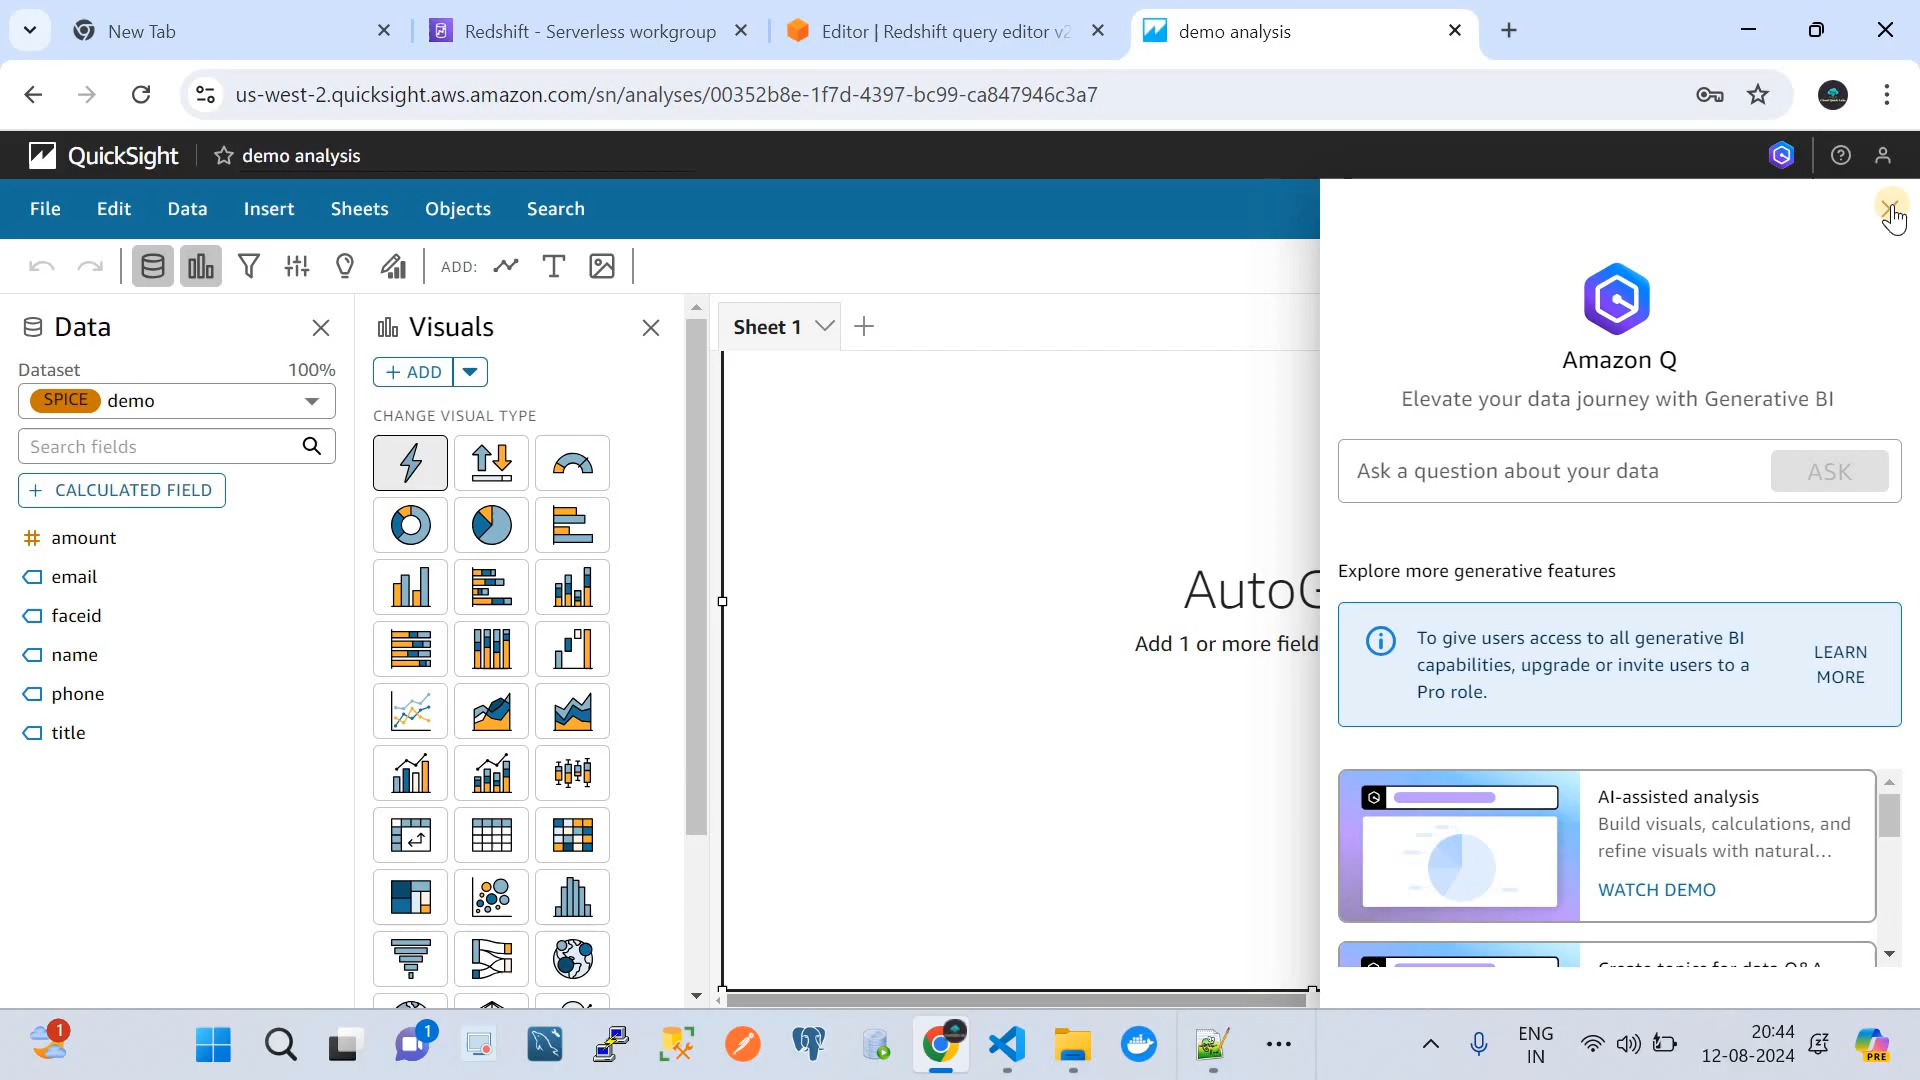 New Tab
Redshift - Serverless workgroup
Editor | Redshift query editor v2
demo analysis
us-west-2.quicksight.aws.amazon.com/sn/analyses/00352b8e-1f7d-4397-bc99-ca847946c3a7
QuickSight
demo analysis
File Edit Data Insert Sheets Objects Search
ADD:
Data
Dataset 100%
SPICE demo
Search fields
+ CALCULATED FIELD
amount
email
faceid
name
phone
title
Visuals
+ ADD
CHANGE VISUAL TYPE
Sheet 1
AutoG
Add 1 or more field
Amazon Q
Elevate your data journey with Generative BI
Ask a question about your data
ASK
Explore more generative features
To give users access to all generative BI
capabilities, upgrade or invite users to a
Pro role.
LEARN
MORE
AI-assisted analysis
Build visuals, calculations, and
refine visuals with natural...
WATCH DEMO
1
1
ENG
IN
20:44
12-08-2024
PRE